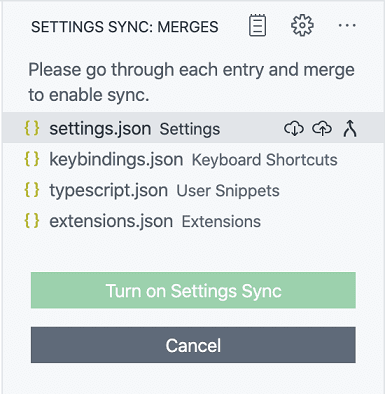 SETTINGS SYNC: MERGES
Please go through each entry and merge
to enable sync.
{} settings.json Settings
{} keybindings.json Keyboard Shortcuts
{} typescript.json User Snippets
{} extensions.json Extensions
Turn on Settings Sync
Cancel